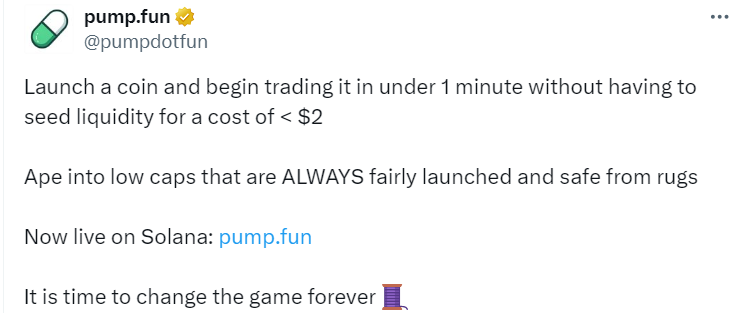 pump.fun
@pumpdotfun
Launch a coin and begin trading it in under 1 minute without having to
seed liquidity for a cost of < $2
Ape into low caps that are ALWAYS fairly launched and safe from rugs
Now live on Solana: pump.fun
It is time to change the game forever 🧵